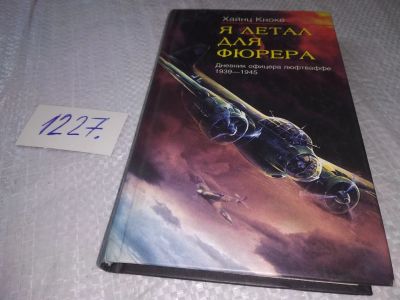 Хайнц Кноке
Я ЛЕТАЛ
ДЛЯ
ФЮРЕРА
Дневник офицера люфтваффе
1939—1945
1227.